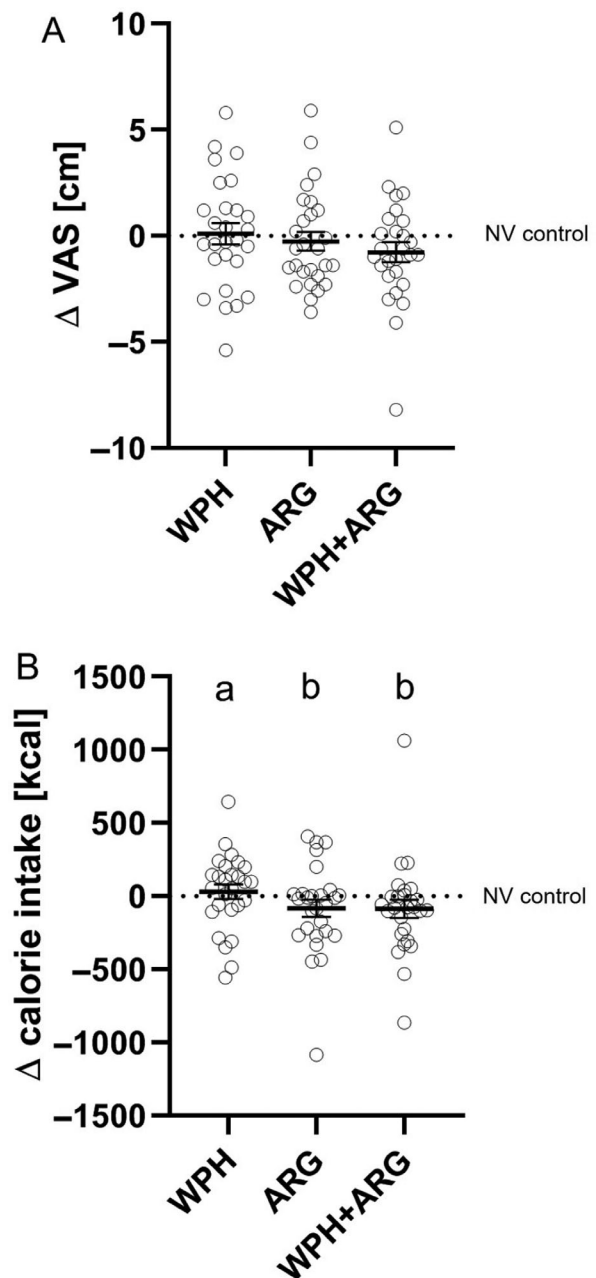 A
Δ VAS [cm]
10
5
0
–5
–10
NV control
WPH
ARG
WPH+ARG
B
Δ calorie intake [kcal]
1500
1000
500
0
–500
–1000
–1500
a b b
NV control
WPH
ARG
WPH+ARG